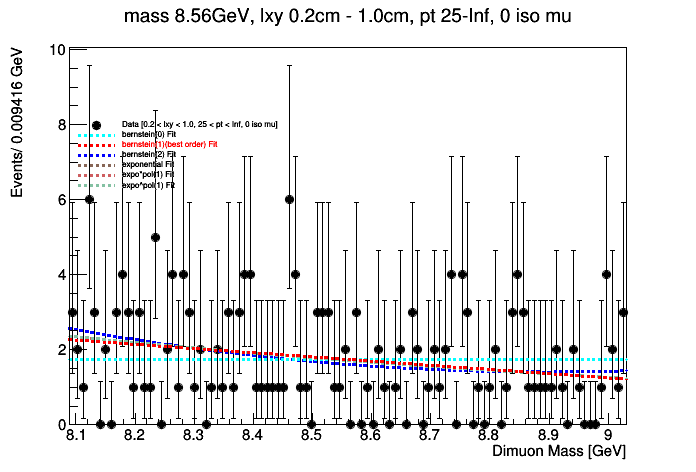 mass 8.56GeV, lxy 0.2cm - 1.0cm, pt 25-Inf, 0 iso mu
Events/ 0.009416 GeV
10
8
6
4
2
0
Data [0.2 < lxy < 1.0, 25 < pt < Inf, 0 iso mu]
bernstein(0) Fit
bernstein(1)(best order) Fit
bernstein(2) Fit
exponential Fit
expo*pol(1) Fit
expo^pol(1) Fit
8.1 8.2 8.3 8.4 8.5 8.6 8.7 8.8 8.9 9
Dimuon Mass [GeV]